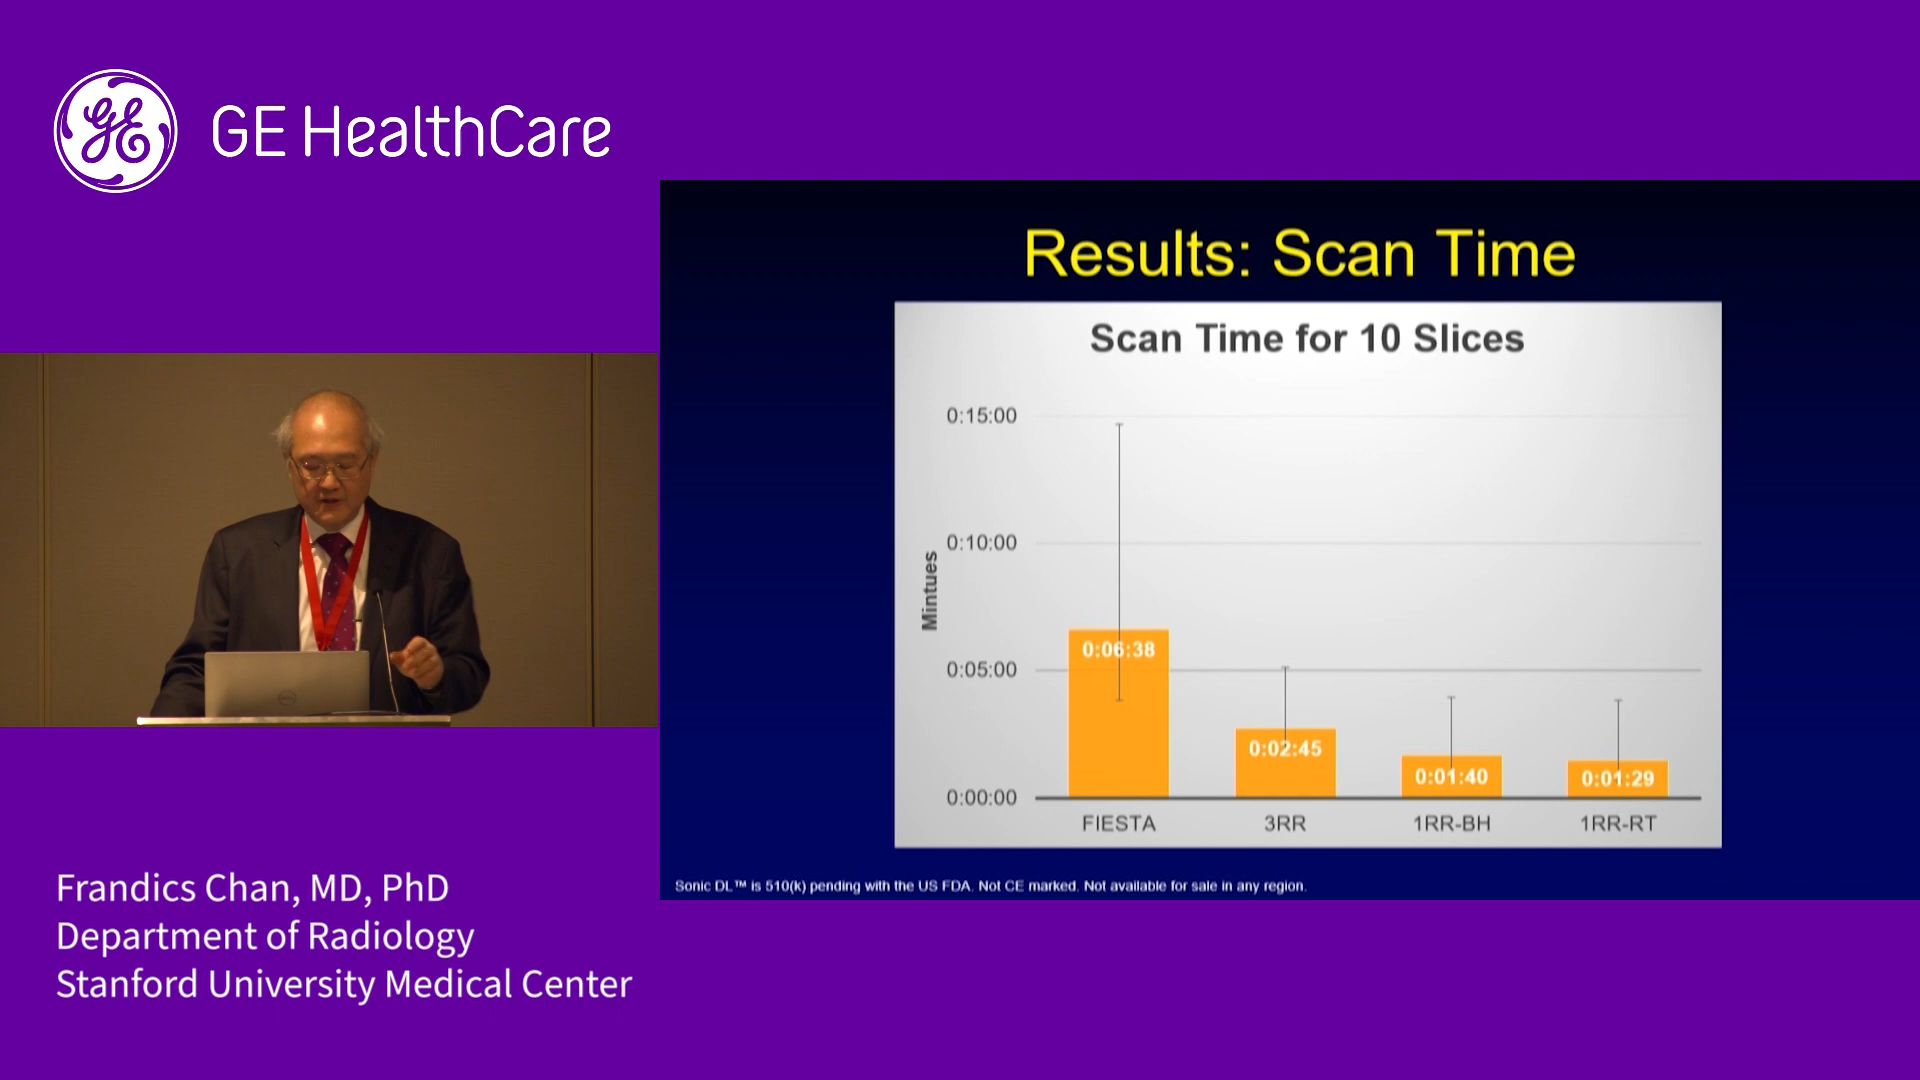 GE HealthCare
Results: Scan Time
Scan Time for 10 Slices
0:15:00
0:10:00
0:05:00
0:00:00
Mintues
0:06:38
0:02:45
0:01:40
0:01:29
FIESTA
3RR
1RR-BH
1RR-RT
Sonic DL™ is 510(k) pending with the US FDA. Not CE marked. Not available for sale in any region.
Frandics Chan, MD, PhD
Department of Radiology
Stanford University Medical Center